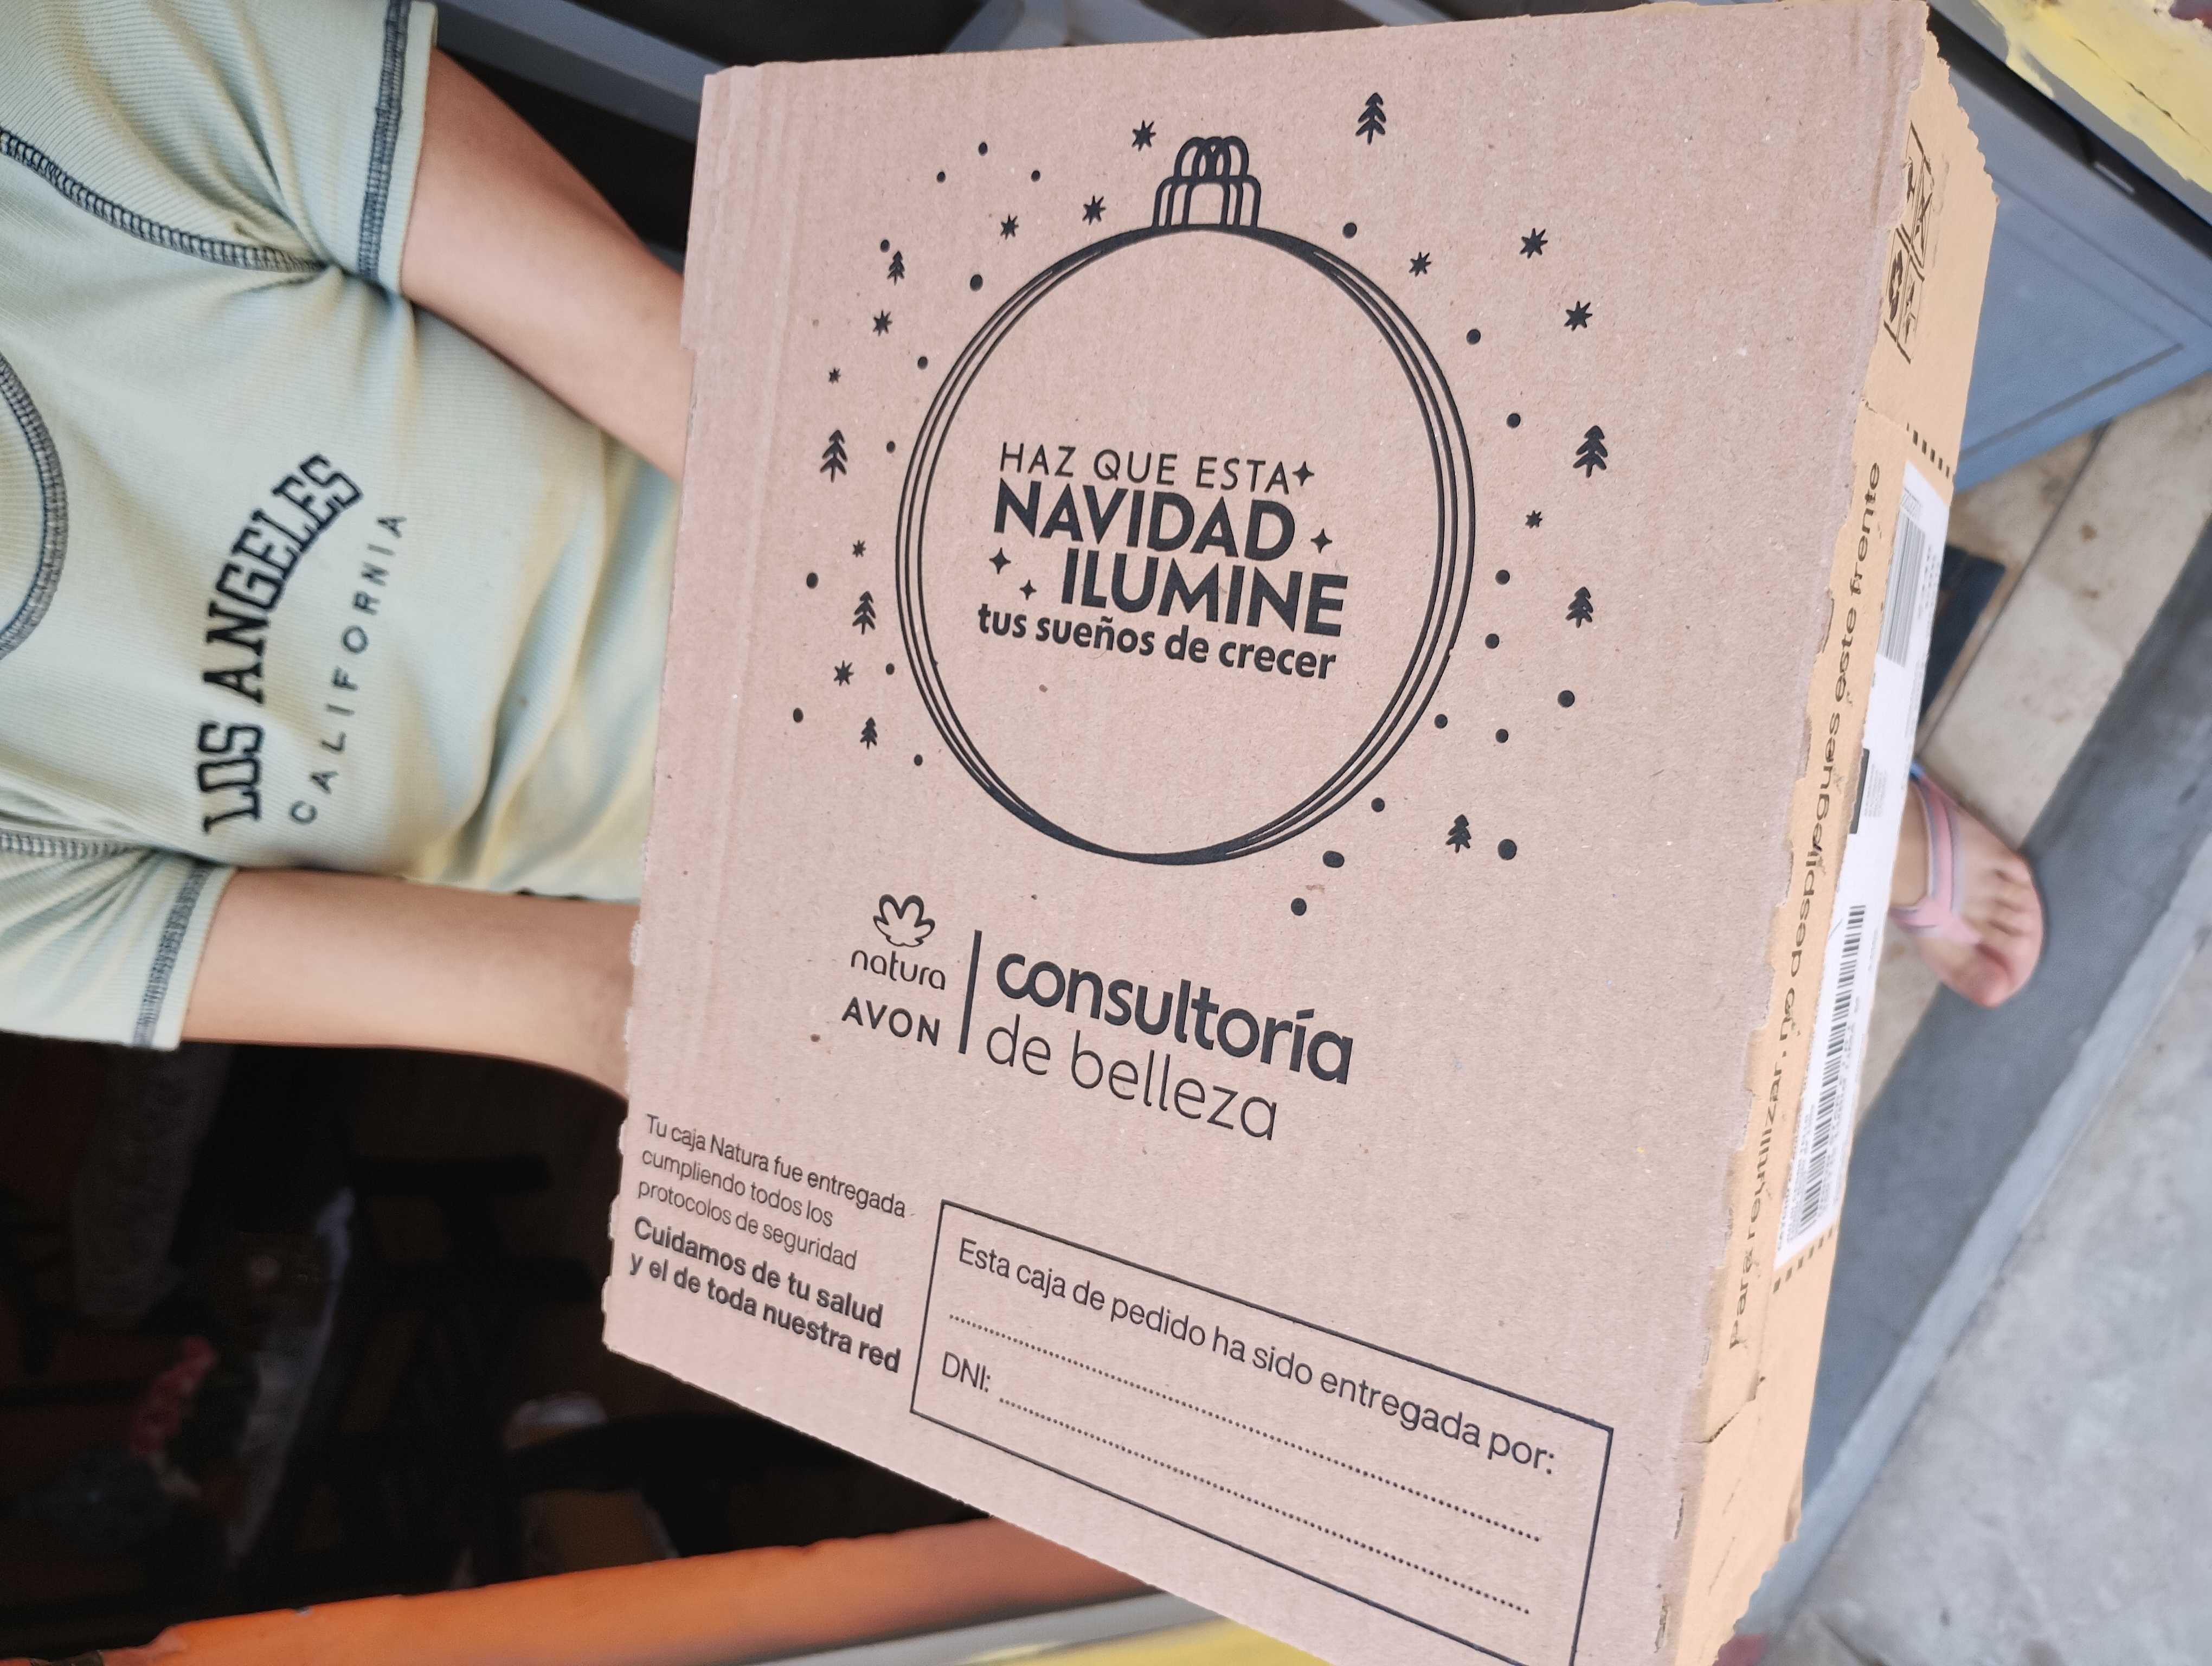 LOS ANGELES
CALIFORNIA
HAZ QUE ESTA
NAVIDAD
ILUMINE
tus sueños de crecer
natura
AVON
consultoría
de belleza
Tu caja Natura fue entregada
cumpliendo todos los
protocolos de seguridad
Cuidamos de tu salud
y el de toda nuestra red
Esta caja de pedido ha sido entregada por:
DNI:
Para reutilizar, no despliegues este frente